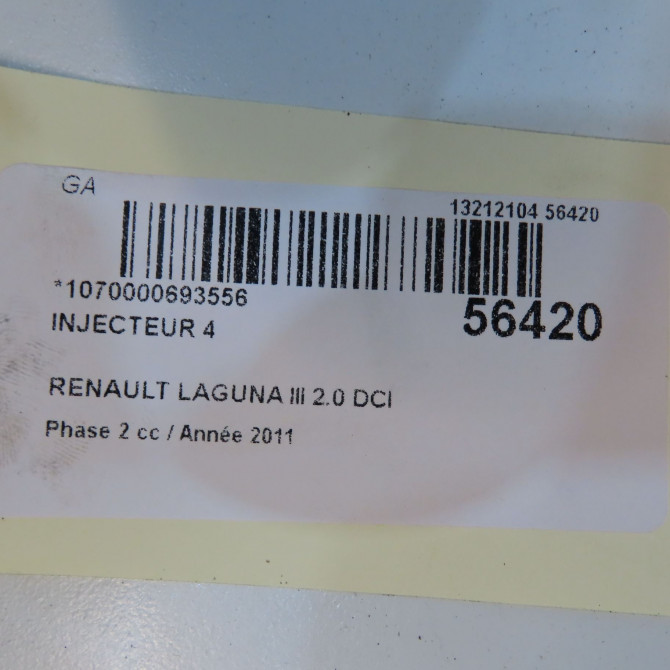 GA
13212104 56420
*1070000693556
56420
INJECTEUR 4
RENAULT LAGUNA III 2.0 DCI
Phase 2 cc / Année 2011